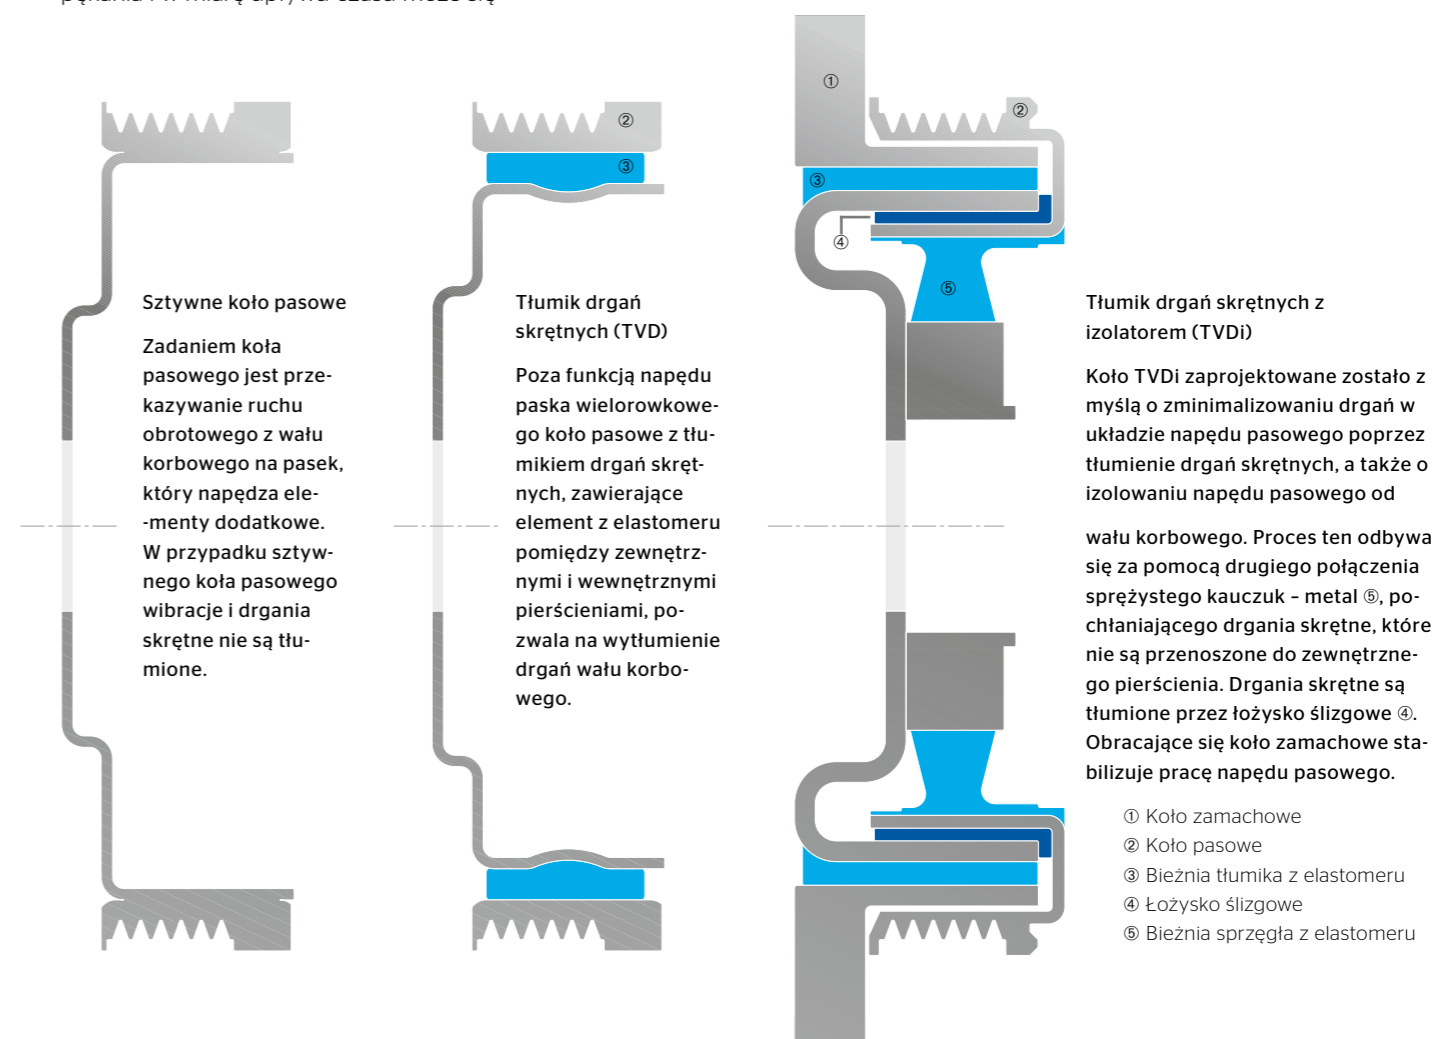 pękania i w miarę upływu czasu może się
①
②
③
②
③
④
⑤
Sztywne koło pasowe
Zadaniem koła
pasowego jest prze-
kazywanie ruchu
obrotowego z wału
korbowego na pasek,
który napędza ele-
-menty dodatkowe.
W przypadku sztyw-
nego koła pasowego
wibracje i drgania
skrętne nie są tłu-
mione.
Tłumik drgań
skrętnych (TVD)
Poza funkcją napędu
paska wielorowkowe-
go koło pasowe z tłu-
mikiem drgań skręt-
nych, zawierające
element z elastomeru
pomiędzy zewnętrz-
nymi i wewnętrznymi
pierścieniami, po-
zwala na wytłumienie
drgań wału korbo-
wego.
Tłumik drgań skrętnych z
izolatorem (TVDi)
Koło TVDi zaprojektowane zostało z
myślą o zminimalizowaniu drgań w
układzie napędu pasowego poprzez
tłumienie drgań skrętnych, a także o
izolowaniu napędu pasowego od
wału korbowego. Proces ten odbywa
się za pomocą drugiego połączenia
sprężystego kauczuk – metal ⑤, po-
chłaniającego drgania skrętne, które
nie są przenoszone do zewnętrzne-
go pierścienia. Drgania skrętne są
tłumione przez łożysko ślizgowe ④.
Obracające się koło zamachowe sta-
bilizuje pracę napędu pasowego.
① Koło zamachowe
② Koło pasowe
③ Bieżnia tłumika z elastomeru
④ Łożysko ślizgowe
⑤ Bieżnia sprzęgła z elastomeru